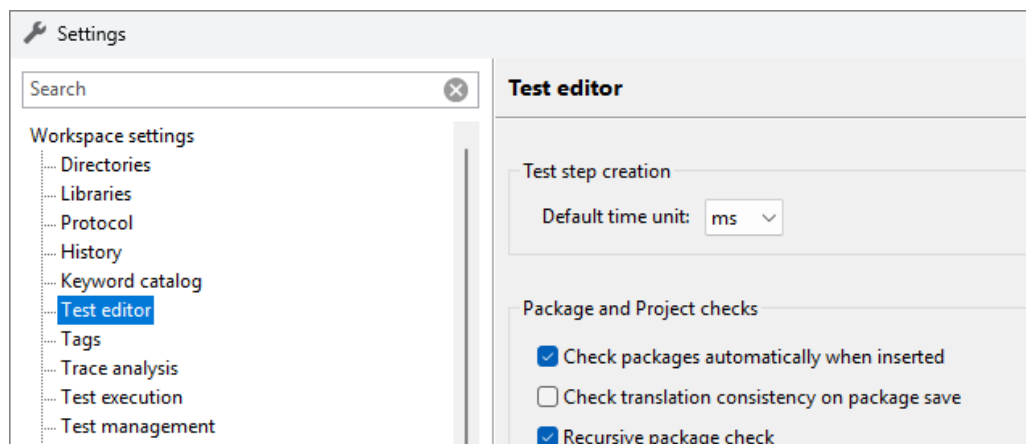 Settings
Search
Workspace settings
Directories
Libraries
Protocol
History
Keyword catalog
Test editor
Tags
Trace analysis
Test execution
Test management
Test editor
Test step creation
Default time unit: ms
Package and Project checks
Check packages automatically when inserted
Check translation consistency on package save
Recursive package check